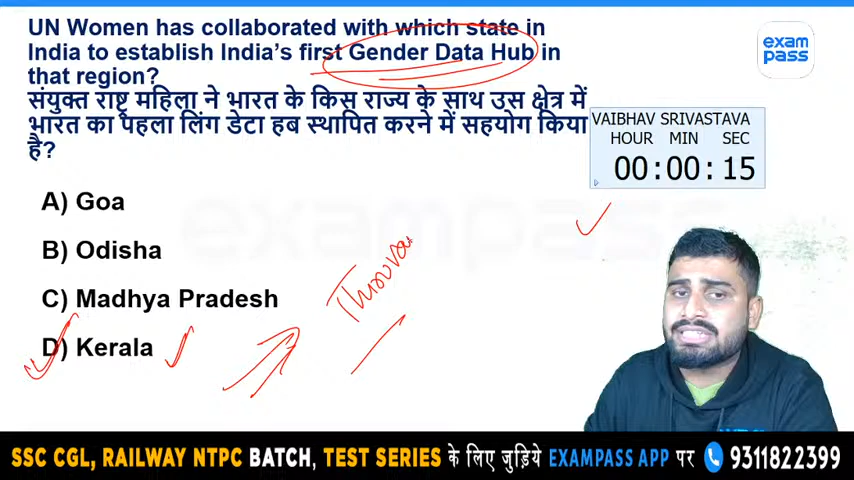 UN Women has collaborated with which state in
India to establish India's first Gender Data Hub in
that region?
संयुक्त राष्ट्र महिला ने भारत के किस राज्य के साथ उस क्षेत्र में
भारत का पहला लिंग डेटा हब स्थापित करने में सहयोग किया
है?
exam
pass
VAIBHAV SRIVASTAVA
HOUR MIN SEC
00:00:15
A) Goa
B) Odisha
C) Madhya Pradesh
D) Kerala
exampass
SSC CGL, RAILWAY NTPC BATCH, TEST SERIES के लिए जुड़िये EXAMPASS APP पर 9311822399